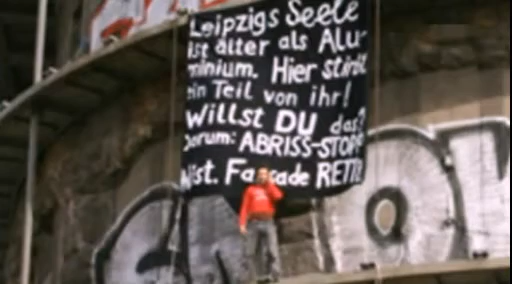 Leipzigs Seele
ist älter als Alu-
minium. Hier stirbt
ein Teil von ihr!
Willst DU das?
Darum: ABRISS-STOPP
Hist. Fassade RETTE